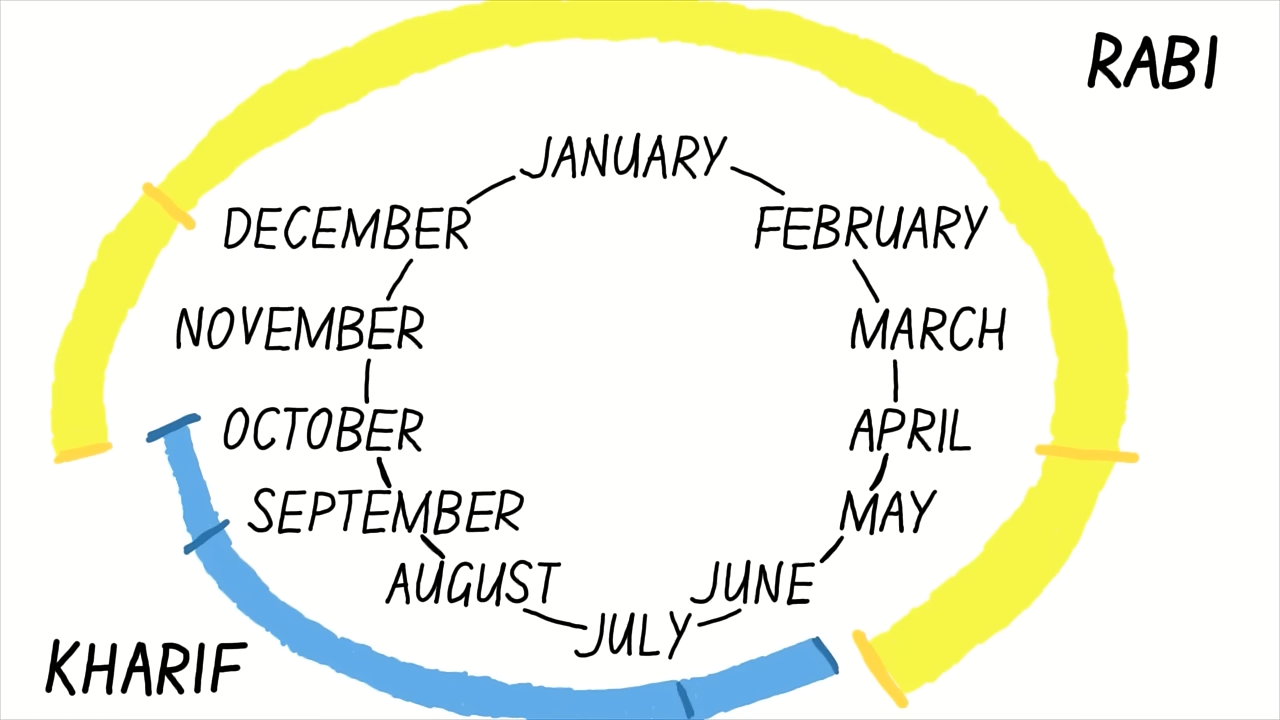 RABI
JANUARY
DECEMBER FEBRUARY
NOVEMBER MARCH
OCTOBER APRIL
SEPTEMBER MAY
AUGUST JUNE
JULY
KHARIF